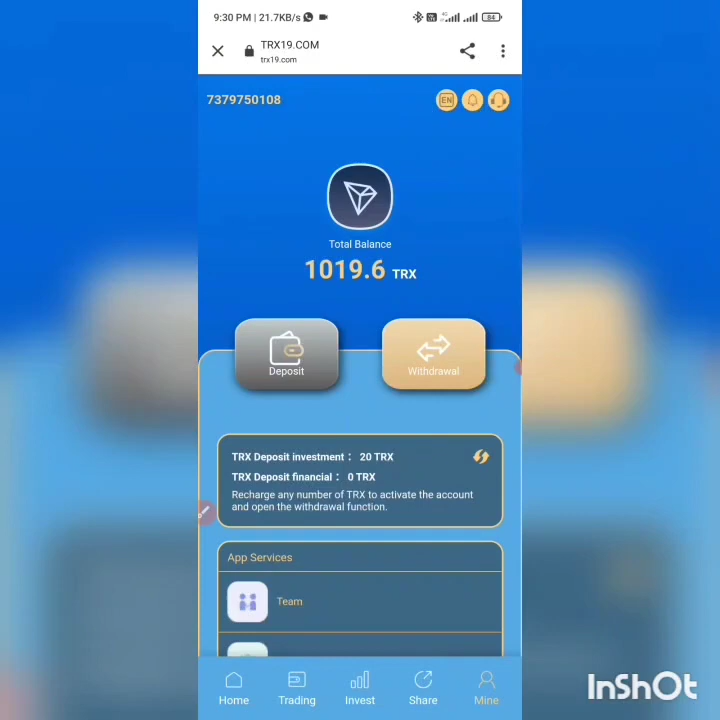 9:30 PM | 21.7KB/s
4G
84
TRX19.COM
trx19.com
7379750108
EN
Total Balance
1019.6 TRX
Deposit
Withdrawal
TRX Deposit investment： 20 TRX
TRX Deposit financial： 0 TRX
Recharge any number of TRX to activate the account
and open the withdrawal function.
App Services
Team
Home
Trading
Invest
Share
Mine
InShOt